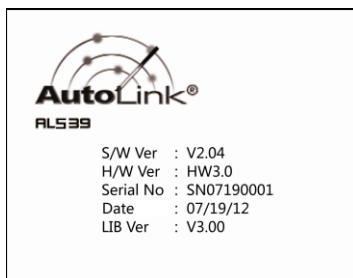 AutoLink®
AL539
S/W Ver : V2.04
H/W Ver : HW3.0
Serial No : SN07190001
Date : 07/19/12
LIB Ver : V3.00